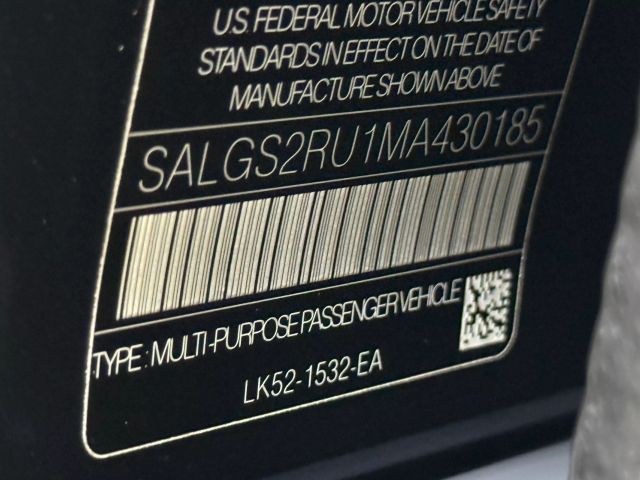 U.S. FEDERAL MOTOR VEHICLE SAFETY
STANDARDS IN EFFECT ON THE DATE OF
MANUFACTURE SHOWN ABOVE
SALGS2RU1MA430185
TYPE: MULTI-PURPOSE PASSENGER VEHICLE
LK52-1532-EA